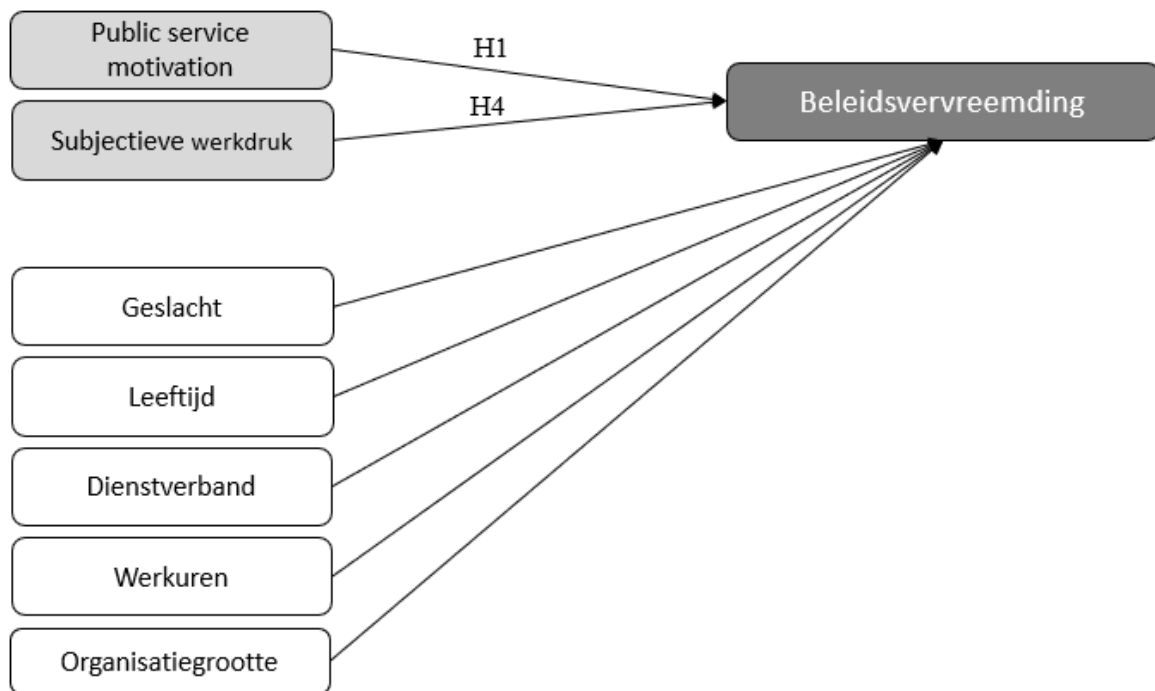 Public service
motivation
H1
Beleidsvervreemding
H4
Subjectieve werkdruk
Geslacht
Leeftijd
Dienstverband
Werkuren
Organisatiegrootte